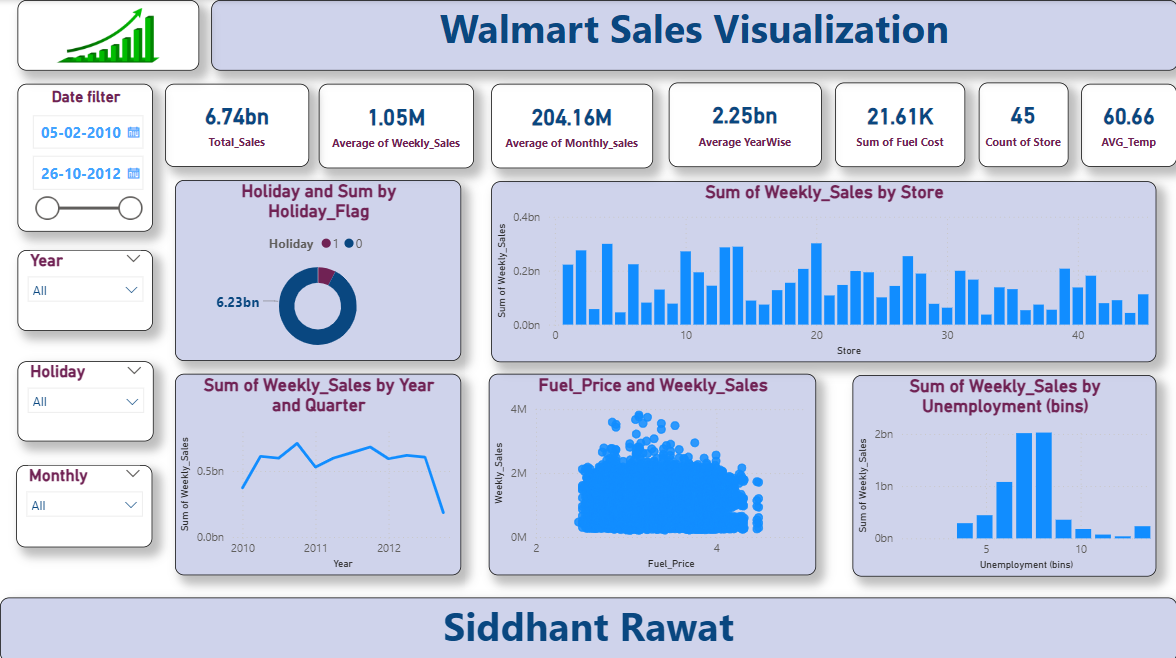 Walmart Sales Visualization
Date filter
05-02-2010
26-10-2012
6.74bn
Total_Sales
1.05M
Average of Weekly_Sales
204.16M
Average of Monthly_sales
2.25bn
Average YearWise
21.61K
Sum of Fuel Cost
45
Count of Store
60.66
AVG_Temp
Year
All
Holiday
All
Monthly
All
Holiday and Sum by
Holiday_Flag
Holiday 1 0
6.23bn
Sum of Weekly_Sales by Store
Sum of Weekly_Sales
0.4bn
0.2bn
0.0bn
0 10 20 30 40
Store
Sum of Weekly_Sales by Year
and Quarter
Sum of Weekly_Sales
0.5bn
0.0bn
2010 2011 2012
Year
Fuel_Price and Weekly_Sales
Weekly_Sales
4M
2M
0M
2 4
Fuel_Price
Sum of Weekly_Sales by
Unemployment (bins)
Sum of Weekly_Sales
2bn
1bn
0bn
5 10
Unemployment (bins)
Siddhant Rawat